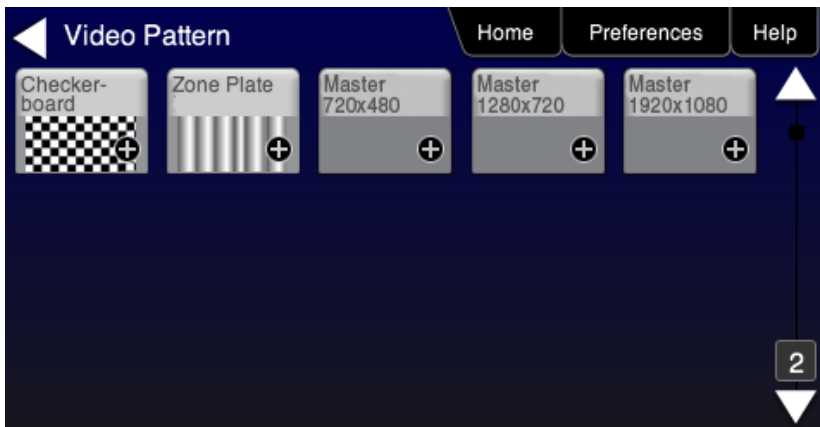 Video Pattern
Home
Preferences
Help
Checker-
board
Zone Plate
Master
720x480
Master
1280x720
Master
1920x1080
2